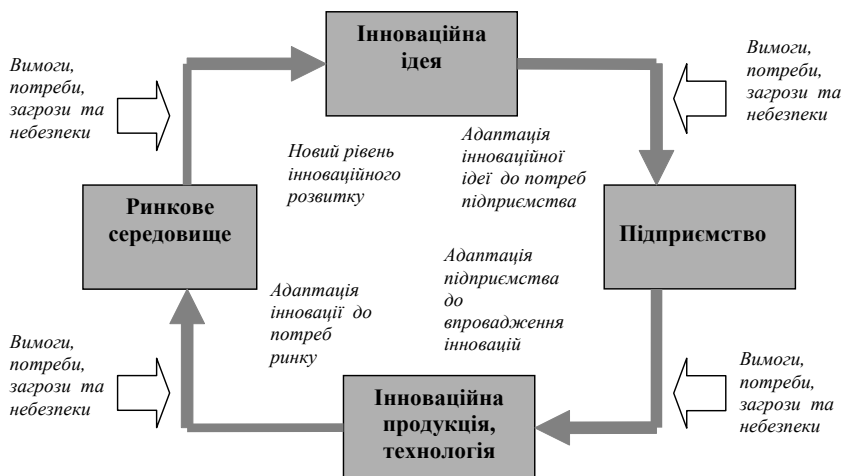 Інноваційна
ідея
Вимоги,
потреби,
загрози та
небезпеки
Вимоги,
потреби,
загрози та
небезпеки
Новий рівень
інноваційного
розвитку
Адаптація
інноваційної
ідеї до потреб
підприємства
Ринкове
середовище
Підприємство
Адаптація
інновації до
потреб
ринку
Адаптація
підприємства
до
впровадження
інновацій
Вимоги,
потреби,
загрози та
небезпеки
Вимоги,
потреби,
загрози та
небезпеки
Інноваційна
продукція,
технологія